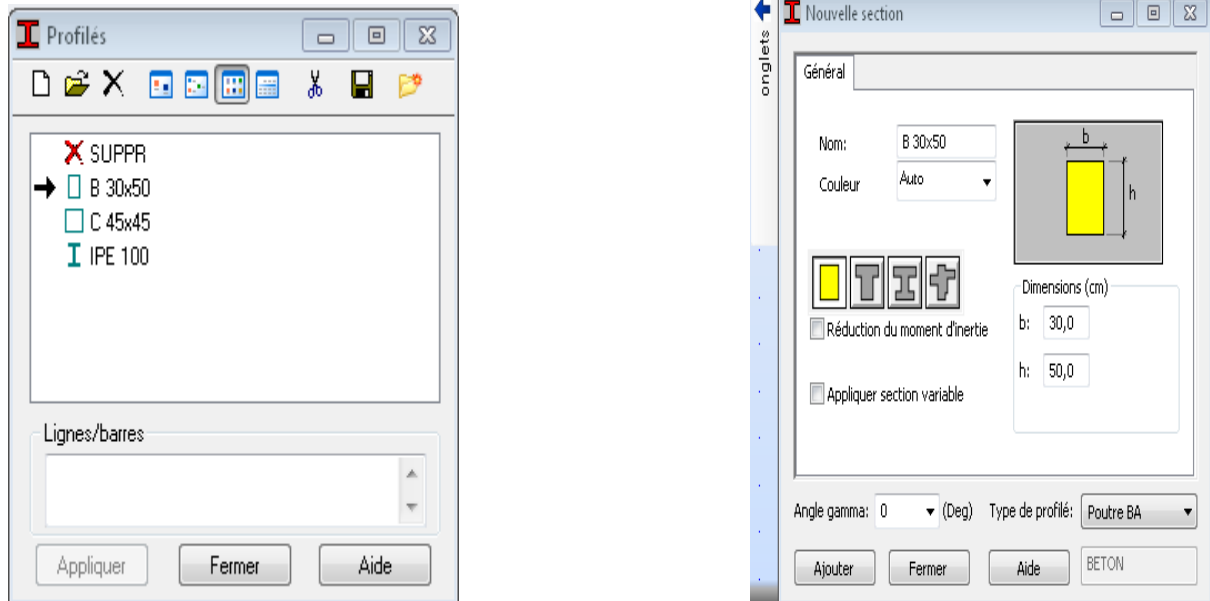 Profilés
SUPPR
B 30x50
C 45x45
IPE 100
Lignes/barres
Appliquer
Fermer
Aide
onglets
Nouvelle section
Général
Nom: B 30x50
Couleur Auto
b
h
Réduction du moment d'inertie
Appliquer section variable
Dimensions (cm)
b: 30,0
h: 50,0
Angle gamma: 0 (Deg) Type de profilé: Poutre BA
Ajouter
Fermer
Aide
BETON